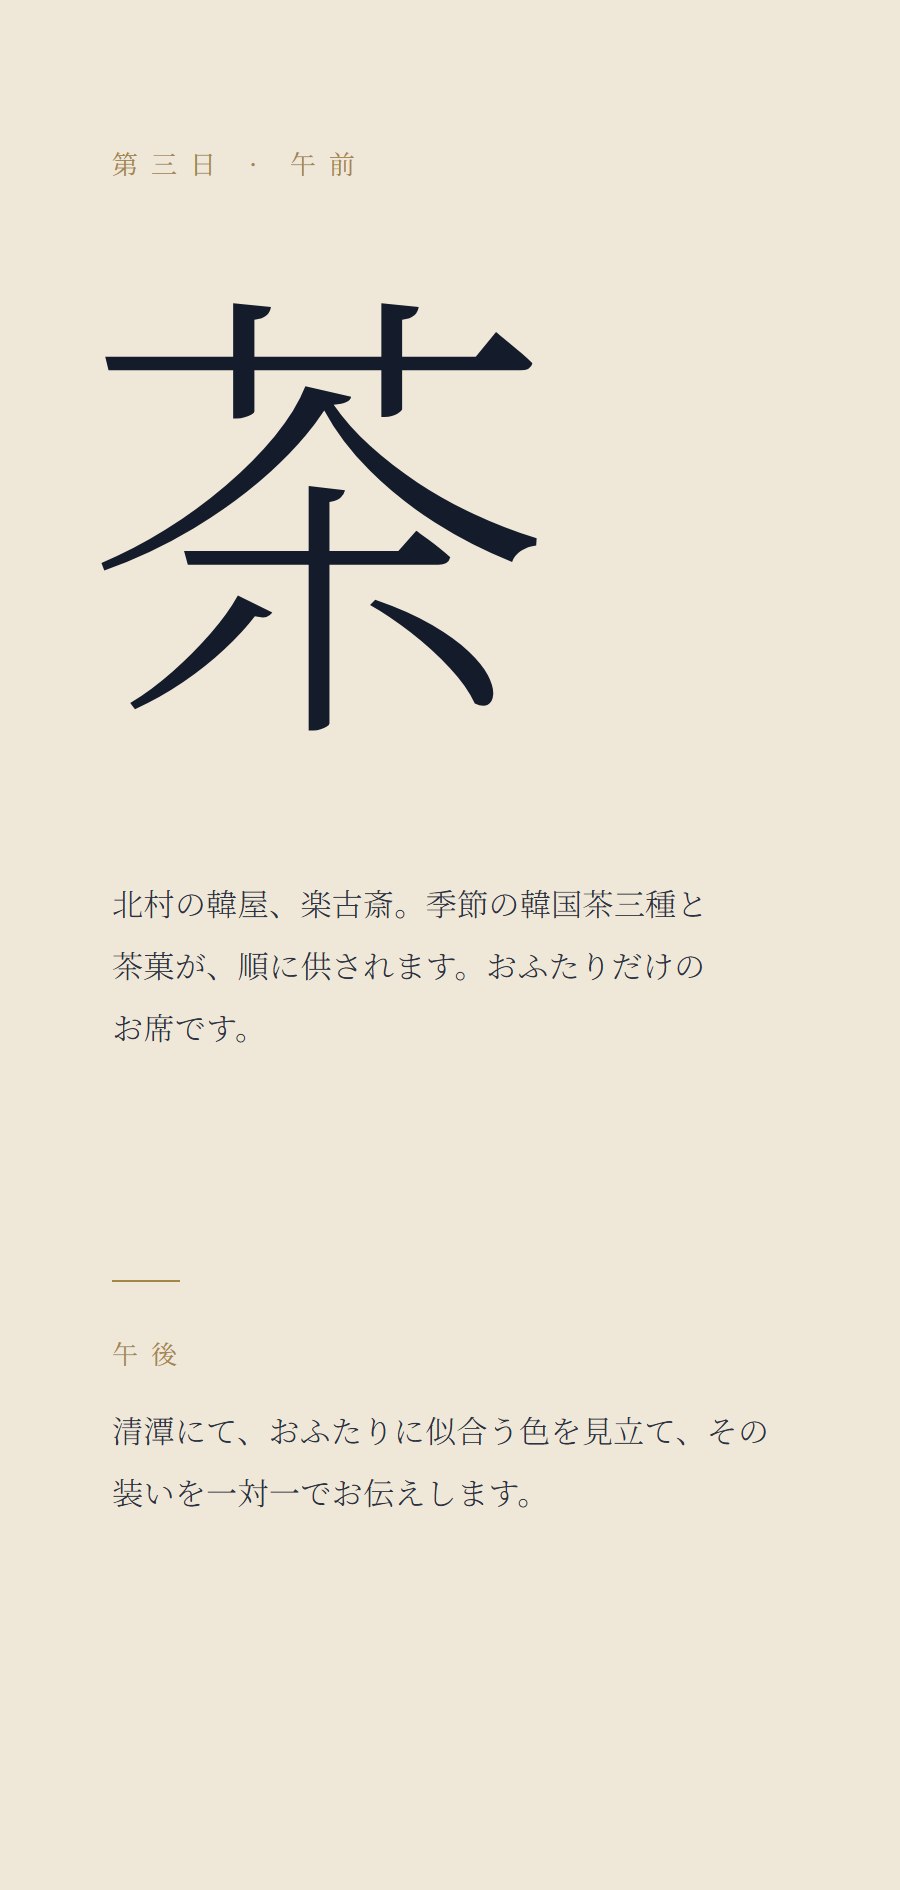 第三日 · 午前
茶
北村の韓屋、楽古斎。季節の韓国茶三種と
茶菓が、順に供されます。おふたりだけの
お席です。
午後
清潭にて、おふたりに似合う色を見立て、その
装いを一対一でお伝えします。